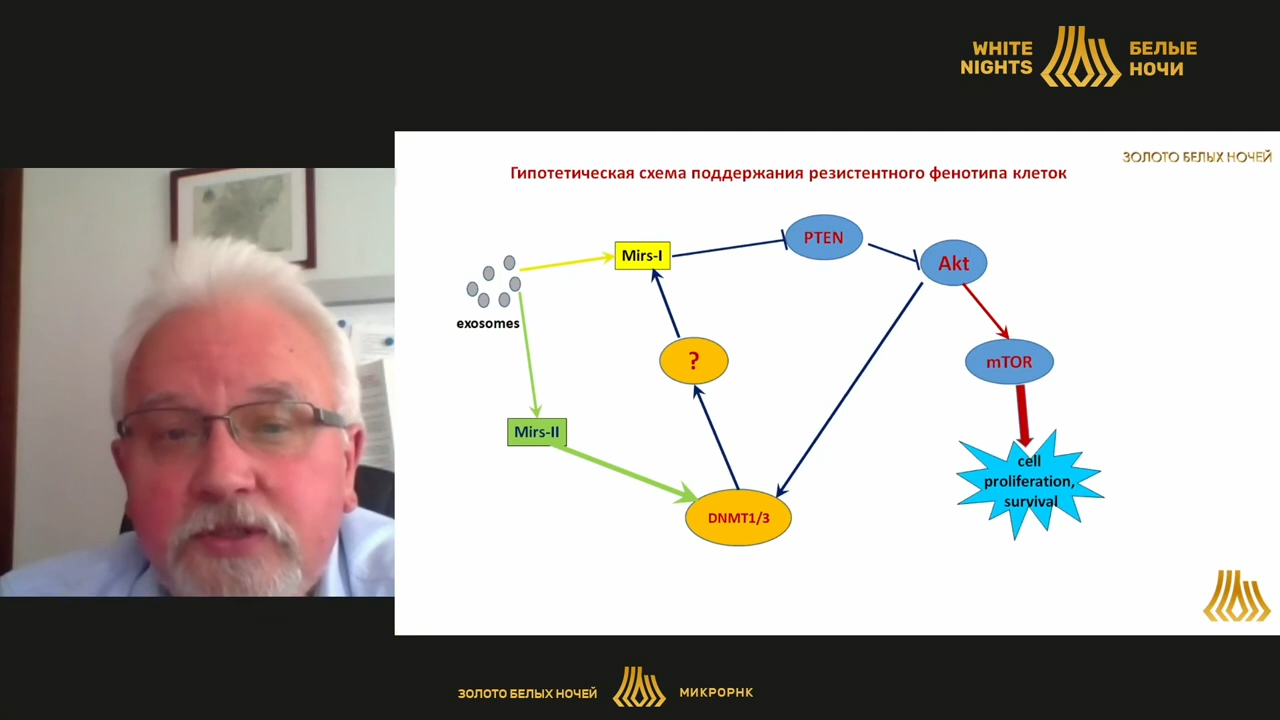 WHITE
NIGHTS
БЕЛЫЕ
НОЧИ
ЗОЛОТО БЕЛЫХ НОЧЕЙ
Гипотетическая схема поддержания резистентного фенотипа клеток
exosomes
Mirs-I
PTEN
Akt
?
mTOR
Mirs-II
DNMT1/3
cell
proliferation,
survival
ЗОЛОТО БЕЛЫХ НОЧЕЙ
МИКРОРНК